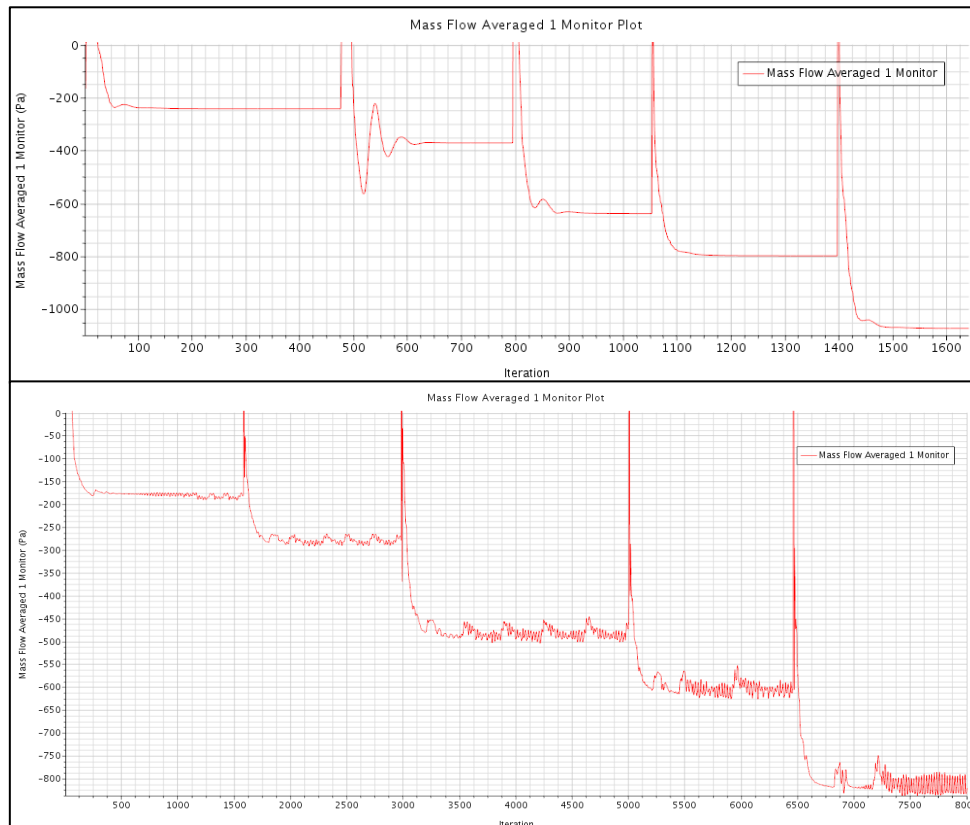 Mass Flow Averaged 1 Monitor Plot
Mass Flow Averaged 1 Monitor (Pa)
0
-200
-400
-600
-800
-1000
Mass Flow Averaged 1 Monitor
100 200 300 400 500 600 700 800 900 1000 1100 1200 1300 1400 1500 1600
Iteration
Mass Flow Averaged 1 Monitor Plot
Mass Flow Averaged 1 Monitor (Pa)
0
-50
-100
-150
-200
-250
-300
-350
-400
-450
-500
-550
-600
-650
-700
-750
-800
Mass Flow Averaged 1 Monitor
500 1000 1500 2000 2500 3000 3500 4000 4500 5000 5500 6000 6500 7000 7500 800
Iteration